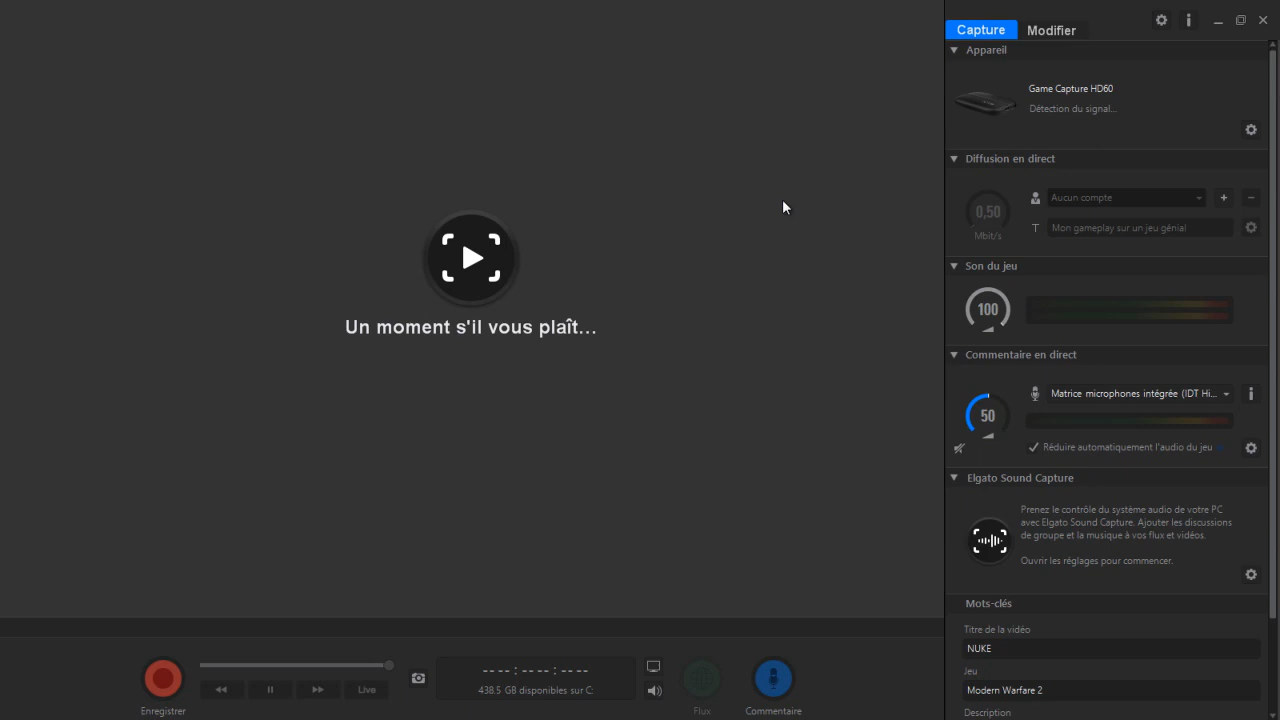 Capture
Modifier
Appareil
Game Capture HD60
Détection du signal...
Diffusion en direct
0,50
Mbit/s
Aucun compte
T
Mon gameplay sur un jeu génial
Son du jeu
100
Un moment s'il vous plaît...
Commentaire en direct
50
Matrice microphones intégrée (IDT Hi...
Réduire automatiquement l'audio du jeu
Elgato Sound Capture
Prenez le contrôle du système audio de votre PC
avec Elgato Sound Capture. Ajouter les discussions
de groupe et la musique à vos flux et vidéos.
Ouvrir les réglages pour commencer.
Mots-clés
Titre de la vidéo
NUKE
Jeu
Modern Warfare 2
Description
Live
-- -- : -- -- : -- --
438.5 GB disponibles sur C:
Enregistrer
Flux
Commentaire